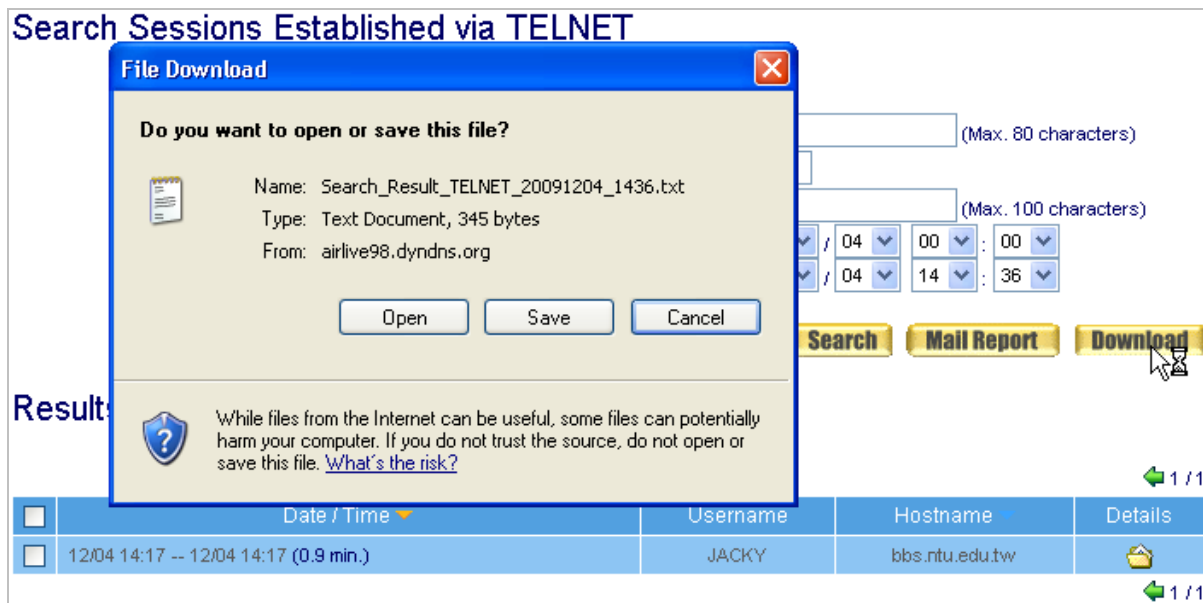 Search Sessions Established via TELNET
File Download
Do you want to open or save this file?
Name: Search_Result_TELNET_20091204_1436.txt
Type: Text Document, 345 bytes
From: airlive98.dyndns.org
Open Save Cancel
While files from the Internet can be useful, some files can potentially
harm your computer. If you do not trust the source, do not open or
save this file. What's the risk?
(Max. 80 characters)
(Max. 100 characters)
/ 04 00 : 00
/ 04 14 : 36
Search Mail Report Download
Results
1 / 1
Date / Time Username Hostname Details
12/04 14:17 -- 12/04 14:17 (0.9 min.) JACKY bbs.ntu.edu.tw
1 / 1